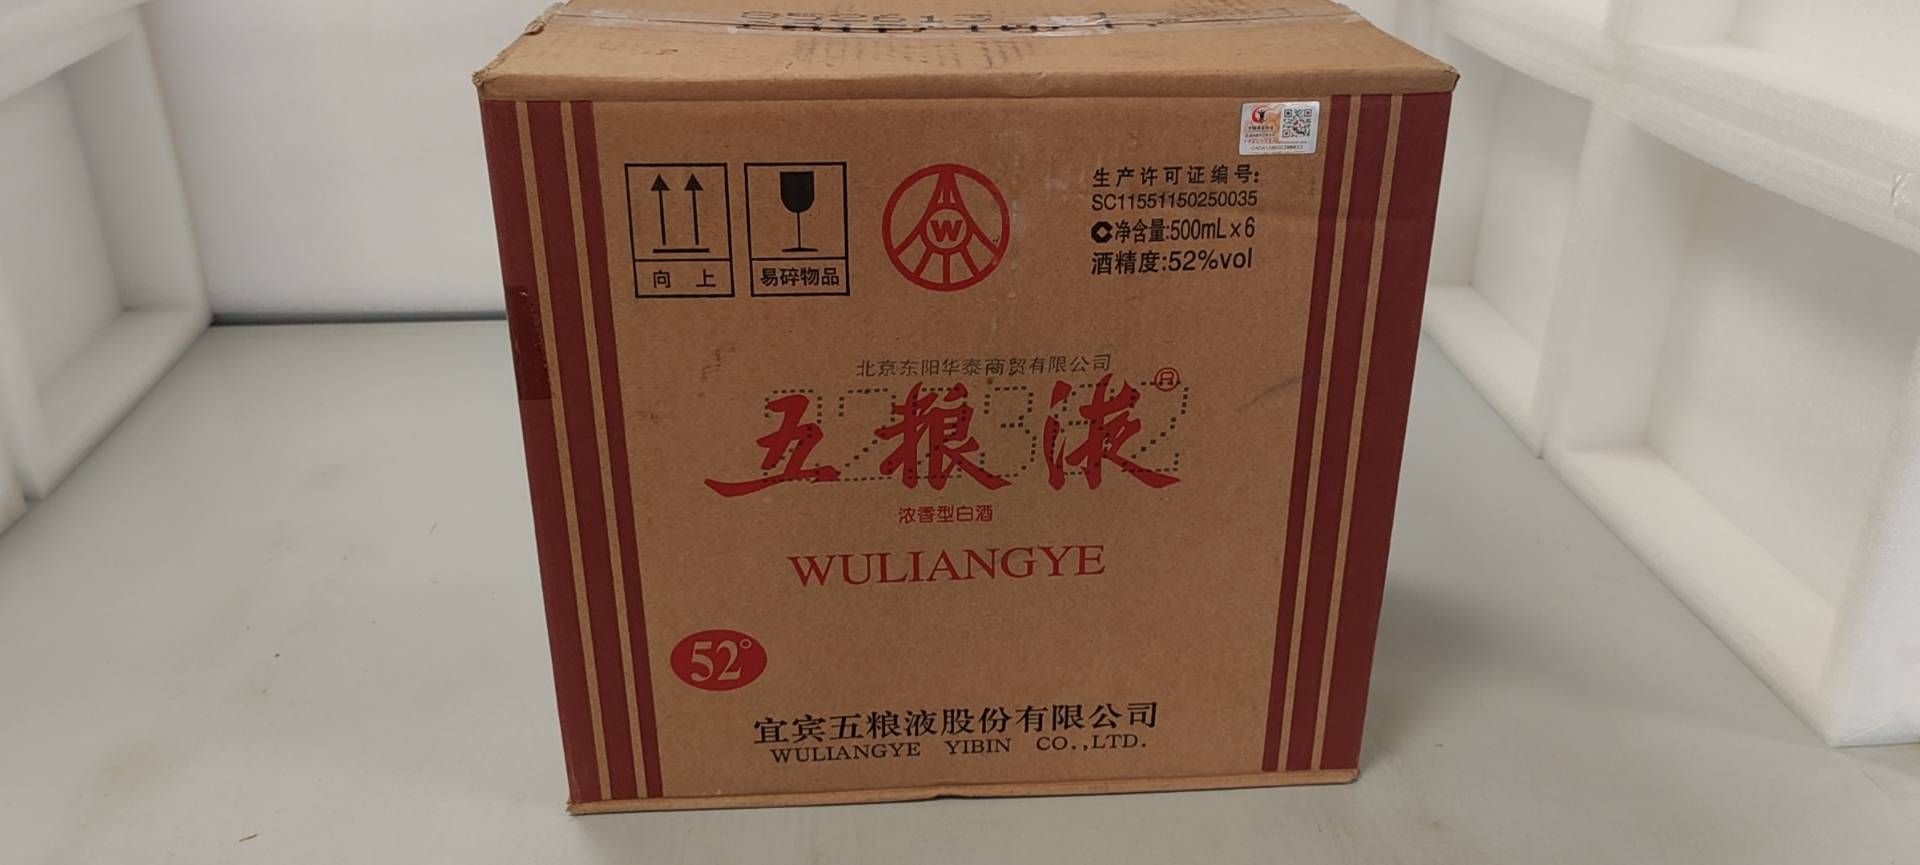 生产许可证编号:
SC11551150250035
净含量:500mL×6
酒精度:52%vol
W
向 上
易碎物品
北京东阳华泰商贸有限公司
五粮液®
浓香型白酒
WULIANGYE
52°
宜宾五粮液股份有限公司
WULIANGYE YIBIN CO.,LTD.